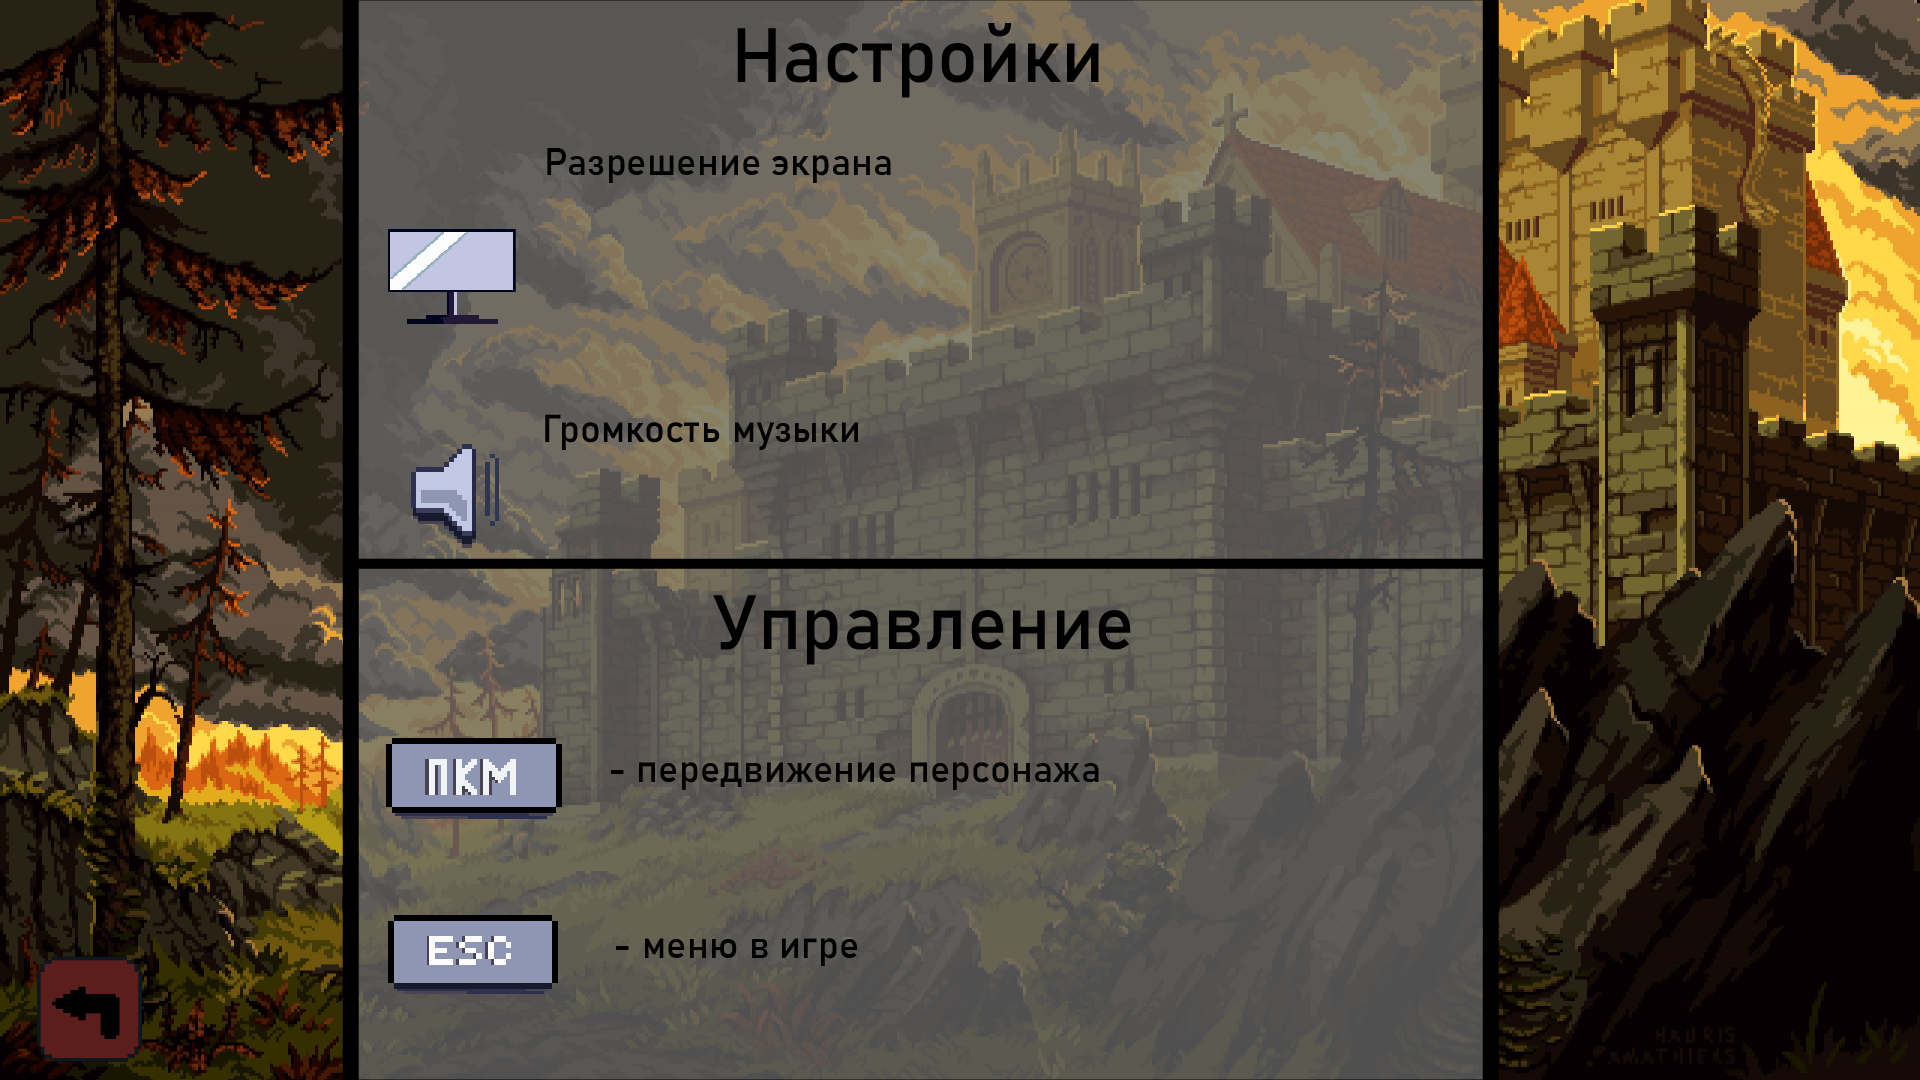 Настройки
Разрешение экрана
Громкость музыки
Управление
ПКМ - передвижение персонажа
ESC - меню в игре